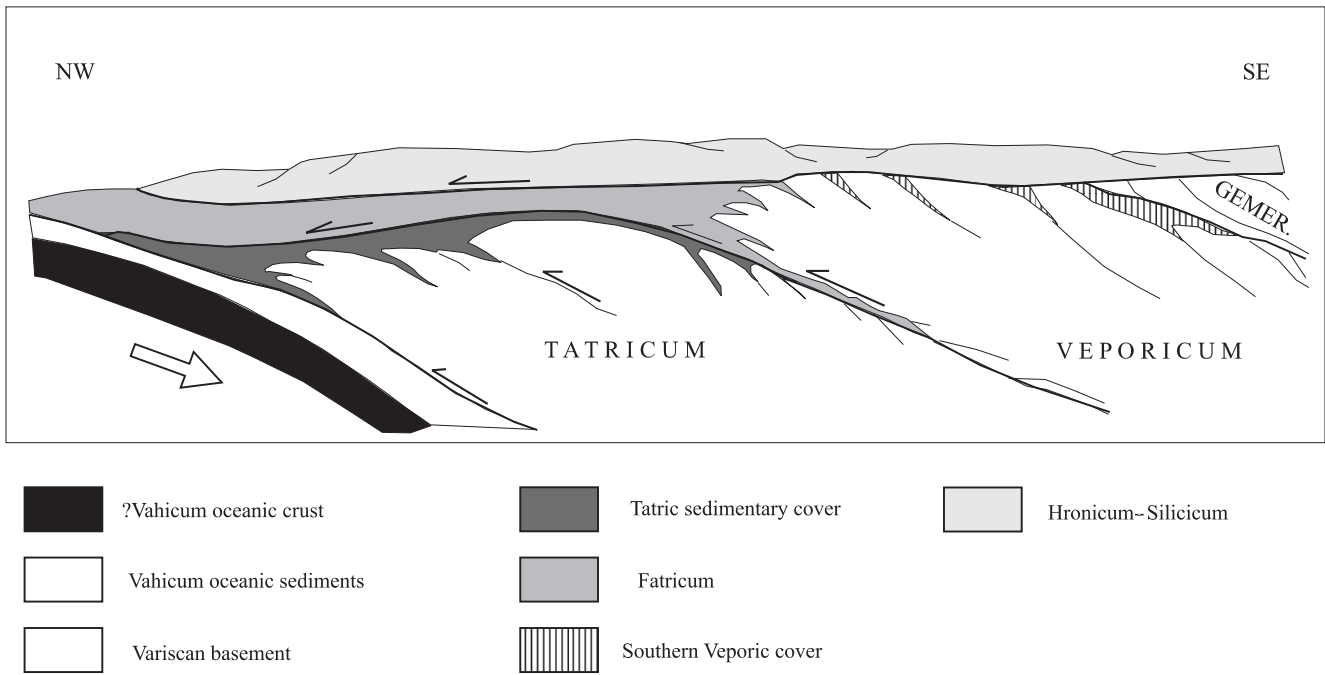 NW
SE
GEMER.
TATRICUM
VEPORICUM
?Vahicum oceanic crust
Tatric sedimentary cover
Hronicum–Silicicum
Vahicum oceanic sediments
Fatricum
Variscan basement
Southern Veporic cover